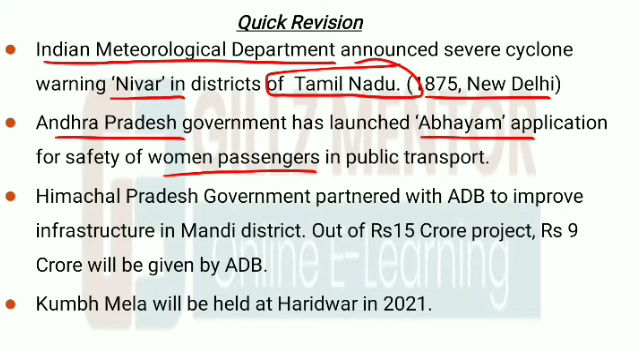 Quick Revision
Indian Meteorological Department announced severe cyclone
warning ‘Nivar’ in districts of Tamil Nadu. (1875, New Delhi)
Andhra Pradesh government has launched ‘Abhayam’ application
for safety of women passengers in public transport.
Himachal Pradesh Government partnered with ADB to improve
infrastructure in Mandi district. Out of Rs15 Crore project, Rs 9
Crore will be given by ADB.
Kumbh Mela will be held at Haridwar in 2021.
Online E-Learning